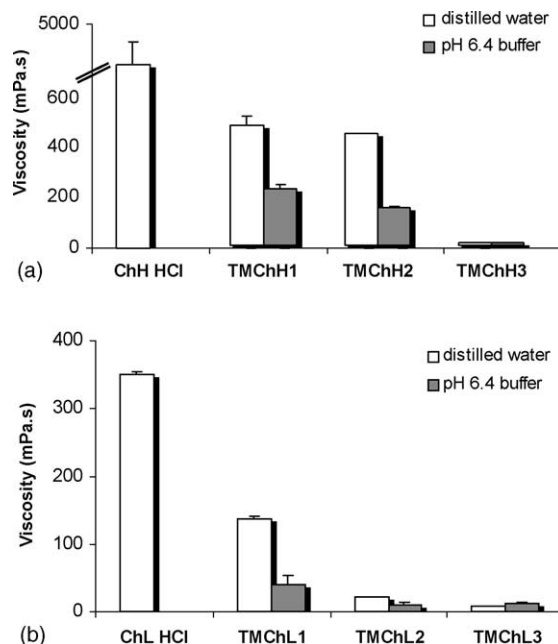 5000
distilled water
pH 6.4 buffer
Viscosity (mPa.s)
600
400
200
0
(a)
ChH HCl
TMChH1
TMChH2
TMChH3
400
distilled water
pH 6.4 buffer
300
Viscosity (mPa.s)
200
100
0
(b)
ChL HCl
TMChL1
TMChL2
TMChL3